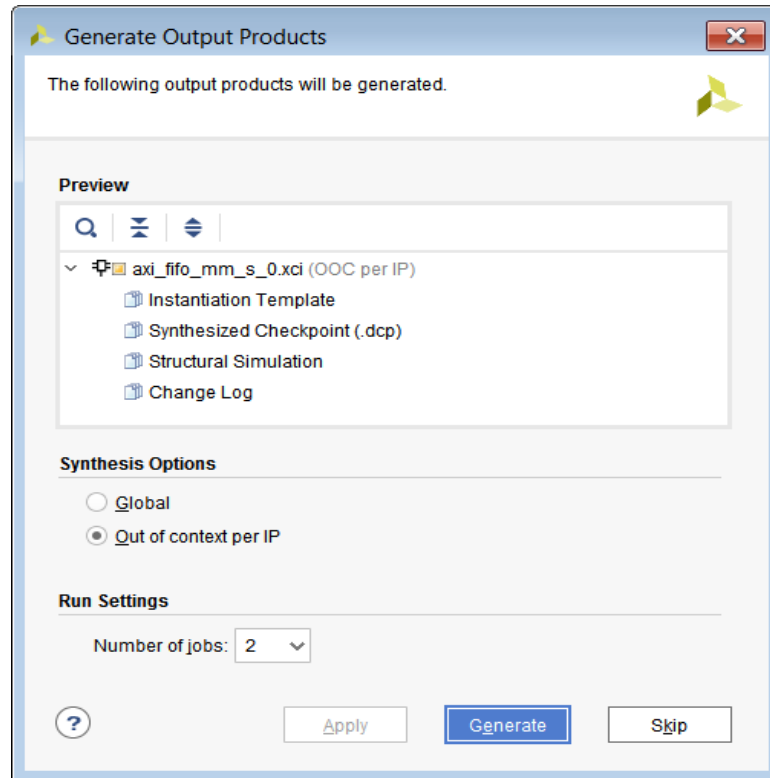 Generate Output Products
The following output products will be generated.
Preview
axi_fifo_mm_s_0.xci (OOC per IP)
Instantiation Template
Synthesized Checkpoint (.dcp)
Structural Simulation
Change Log
Synthesis Options
Global
Out of context per IP
Run Settings
Number of jobs: 2
? Apply Generate Skip